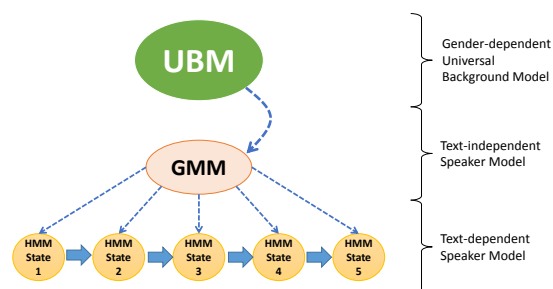 UBM
Gender-dependent
Universal
Background Model
GMM
Text-independent
Speaker Model
HMM
State
1
HMM
State
2
HMM
State
3
HMM
State
4
HMM
State
5
Text-dependent
Speaker Model